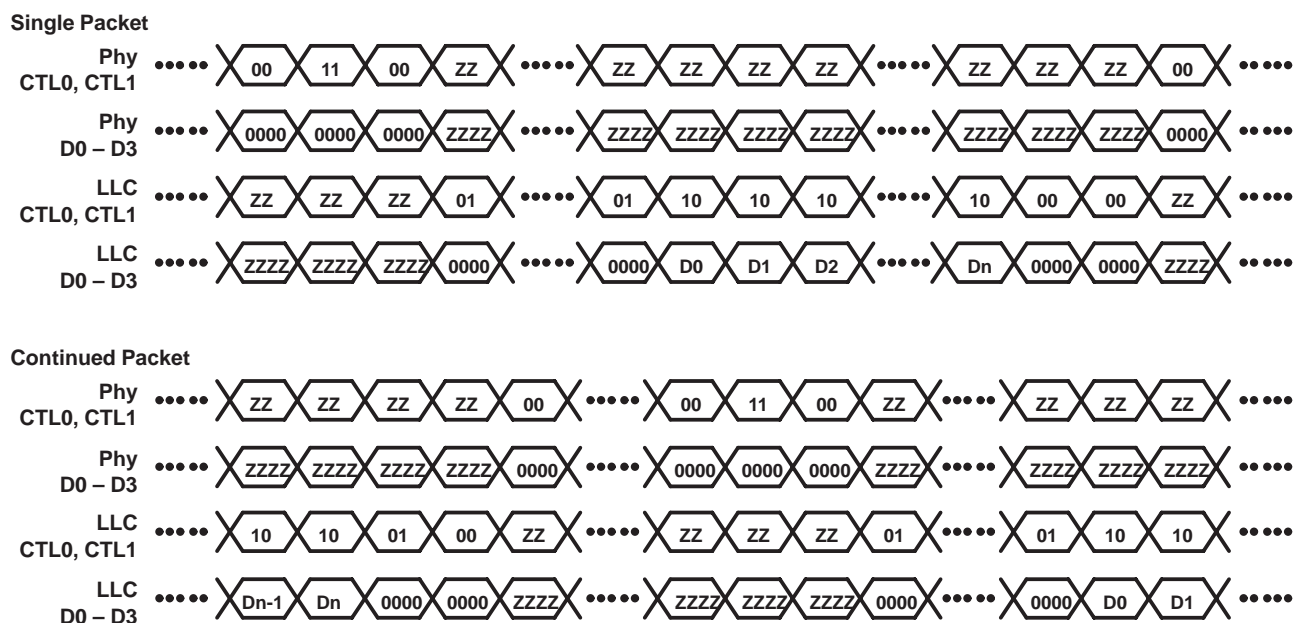 Single Packet
Phy
CTL0, CTL1
00 11 00 ZZ ZZ ZZ ZZ ZZ ZZ ZZ ZZ 00
Phy
D0 – D3
0000 0000 0000 ZZZZ ZZZZ ZZZZ ZZZZ ZZZZ ZZZZ ZZZZ ZZZZ 0000
LLC
CTL0, CTL1
ZZ ZZ ZZ 01 01 10 10 10 10 00 00 ZZ
LLC
D0 – D3
ZZZZ ZZZZ ZZZZ 0000 0000 D0 D1 D2 Dn 0000 0000 ZZZZ
Continued Packet
Phy
CTL0, CTL1
ZZ ZZ ZZ ZZ 00 00 11 00 ZZ ZZ ZZ ZZ
Phy
D0 – D3
ZZZZ ZZZZ ZZZZ ZZZZ 0000 0000 0000 0000 ZZZZ ZZZZ ZZZZ ZZZZ
LLC
CTL0, CTL1
10 10 01 00 ZZ ZZ ZZ ZZ 01 01 10 10
LLC
D0 – D3
Dn-1 Dn 0000 0000 ZZZZ ZZZZ ZZZZ ZZZZ 0000 0000 D0 D1